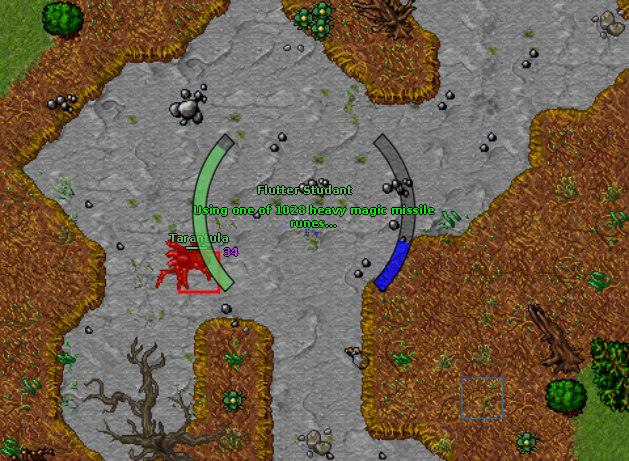 Flutter Studant
Using one of 1028 heavy magic missile
runes...
Tarantula
34